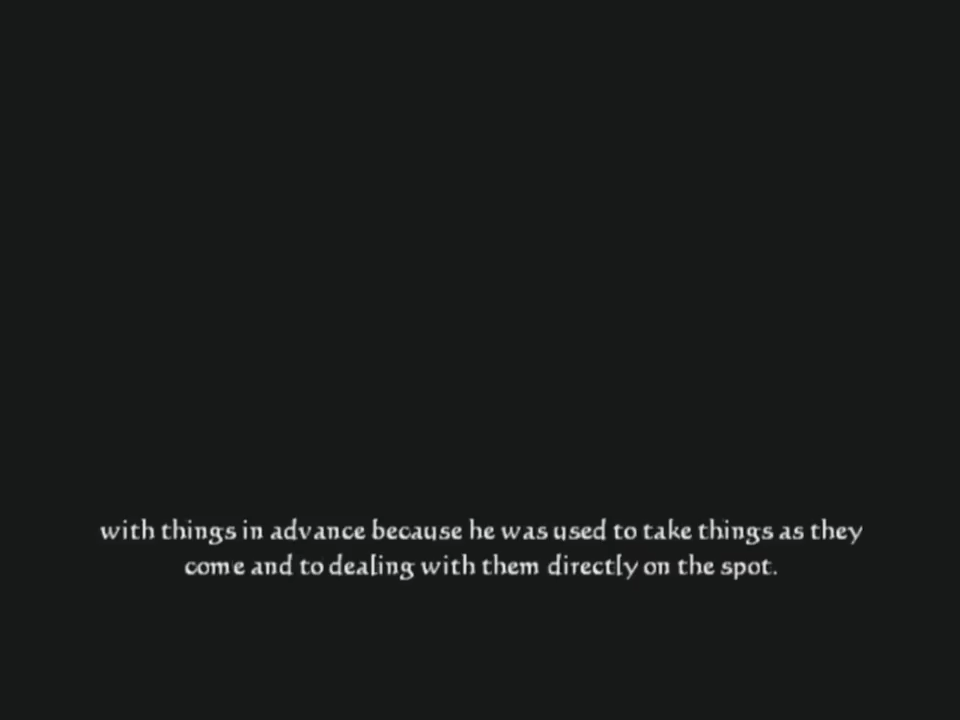 with things in advance because he was used to take things as they
come and to dealing with them directly on the spot.